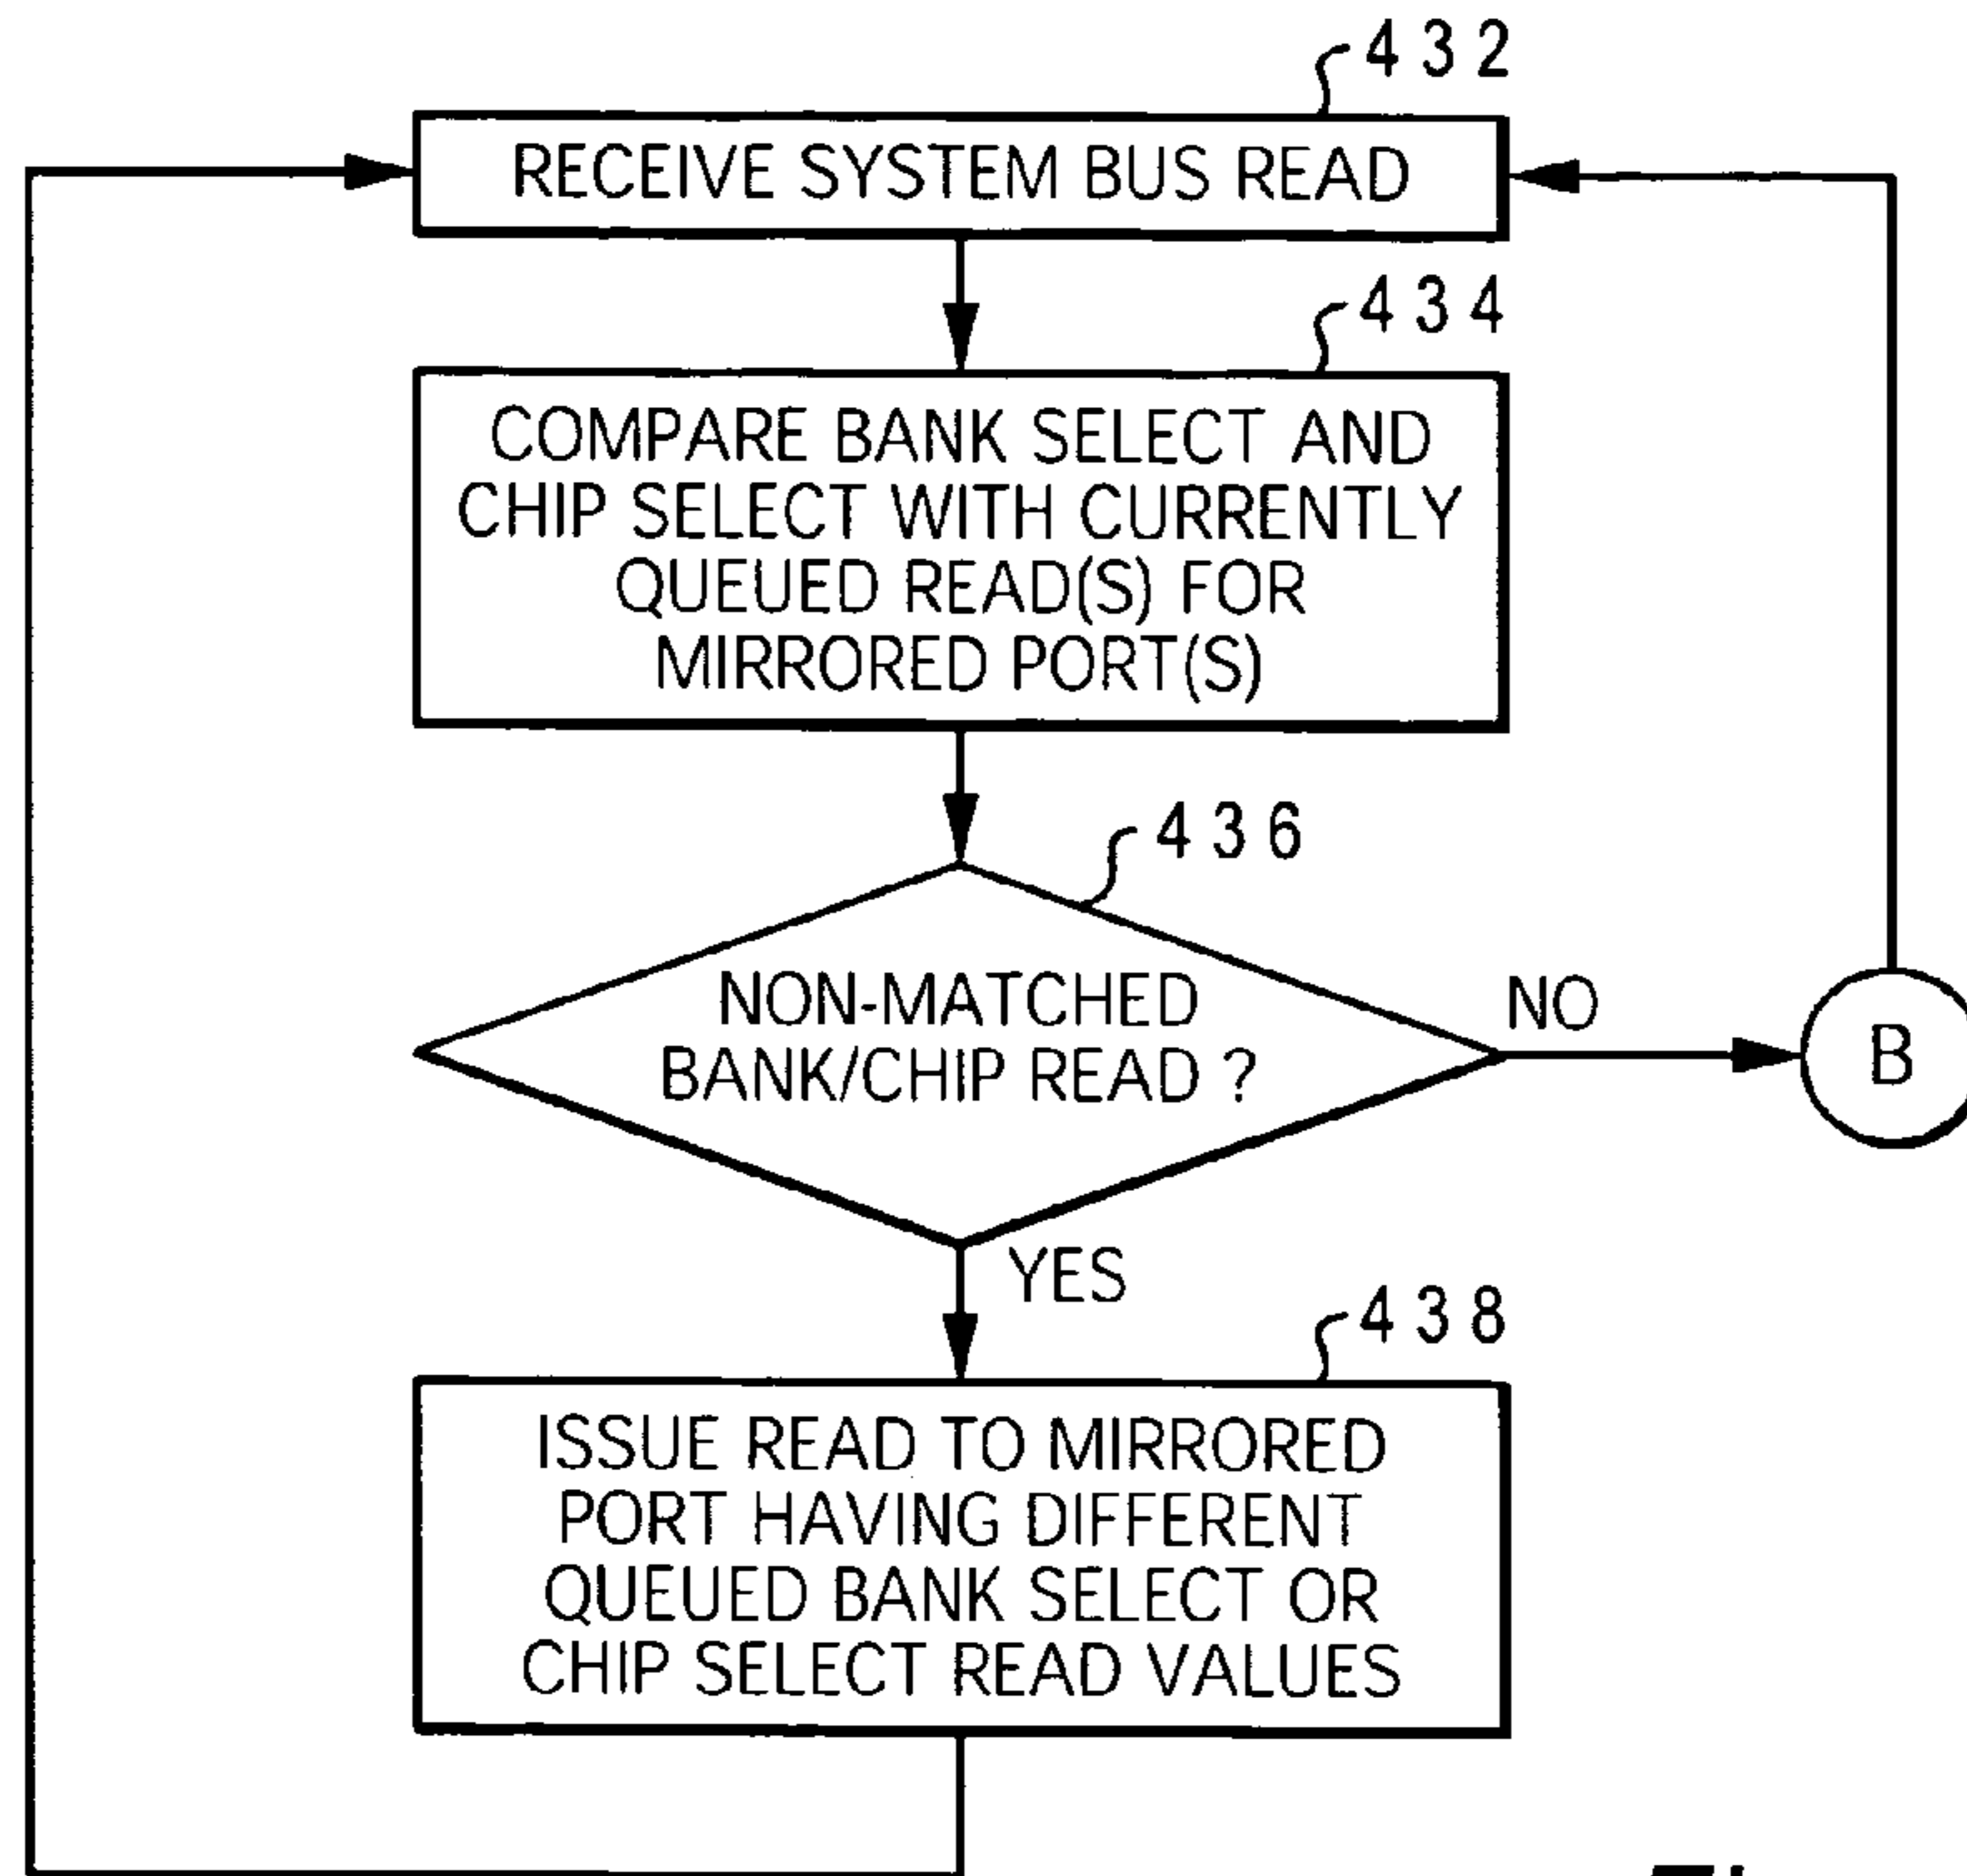 432
RECEIVE SYSTEM BUS READ
434
COMPARE BANK SELECT AND
CHIP SELECT WITH CURRENTLY
QUEUED READ(S) FOR
MIRRORED PORT(S)
436
NON-MATCHED
BANK/CHIP READ ?
NO
B
YES
438
ISSUE READ TO MIRRORED
PORT HAVING DIFFERENT
QUEUED BANK SELECT OR
CHIP SELECT READ VALUES